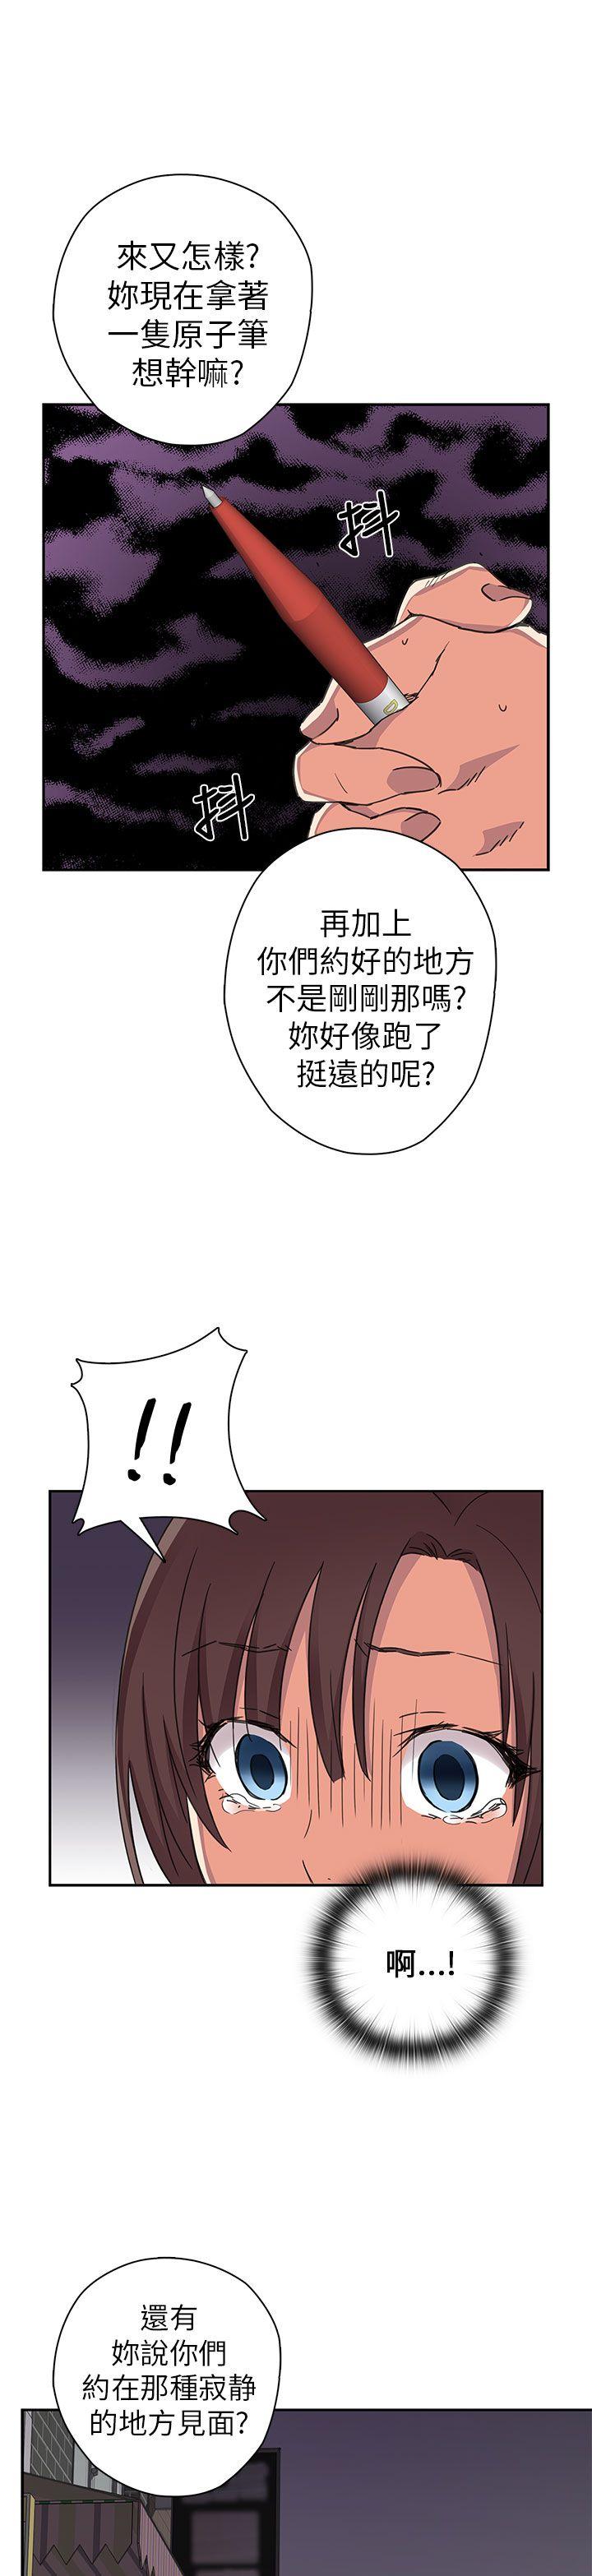 來又怎樣?
妳現在拿著
一隻原子筆
想幹嘛?
抖
抖
再加上
你們約好的地方
不是剛剛那嗎?
妳好像跑了
挺遠的呢?
!!
啊...!
還有
妳說你們
約在那種寂静
的地方見面?